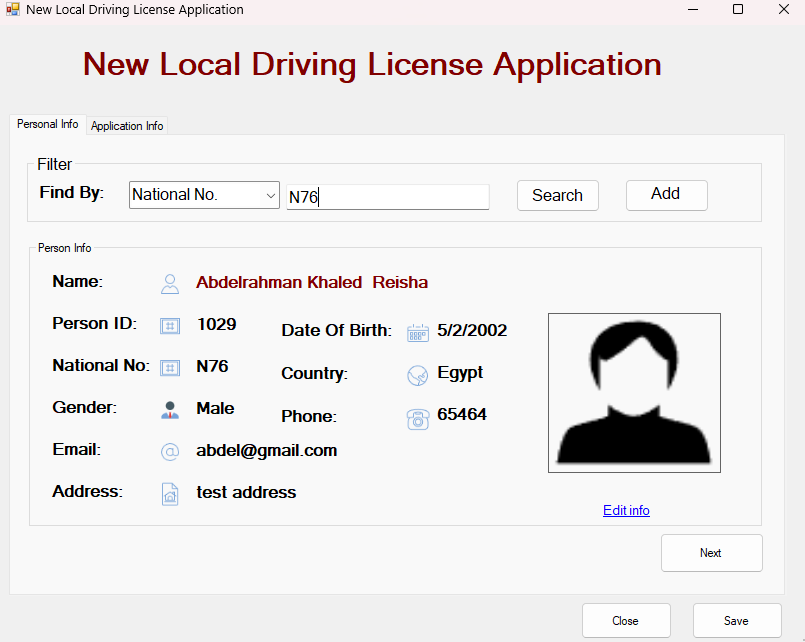 New Local Driving License Application
New Local Driving License Application
Personal Info Application Info
Filter
Find By: National No. N76 Search Add
Person Info
Name: Abdelrahman Khaled Reisha
Person ID: 1029 Date Of Birth: 5/2/2002
National No: N76 Country: Egypt
Gender: Male Phone: 65464
Email: abdel@gmail.com
Address: test address
Edit info
Next
Close Save